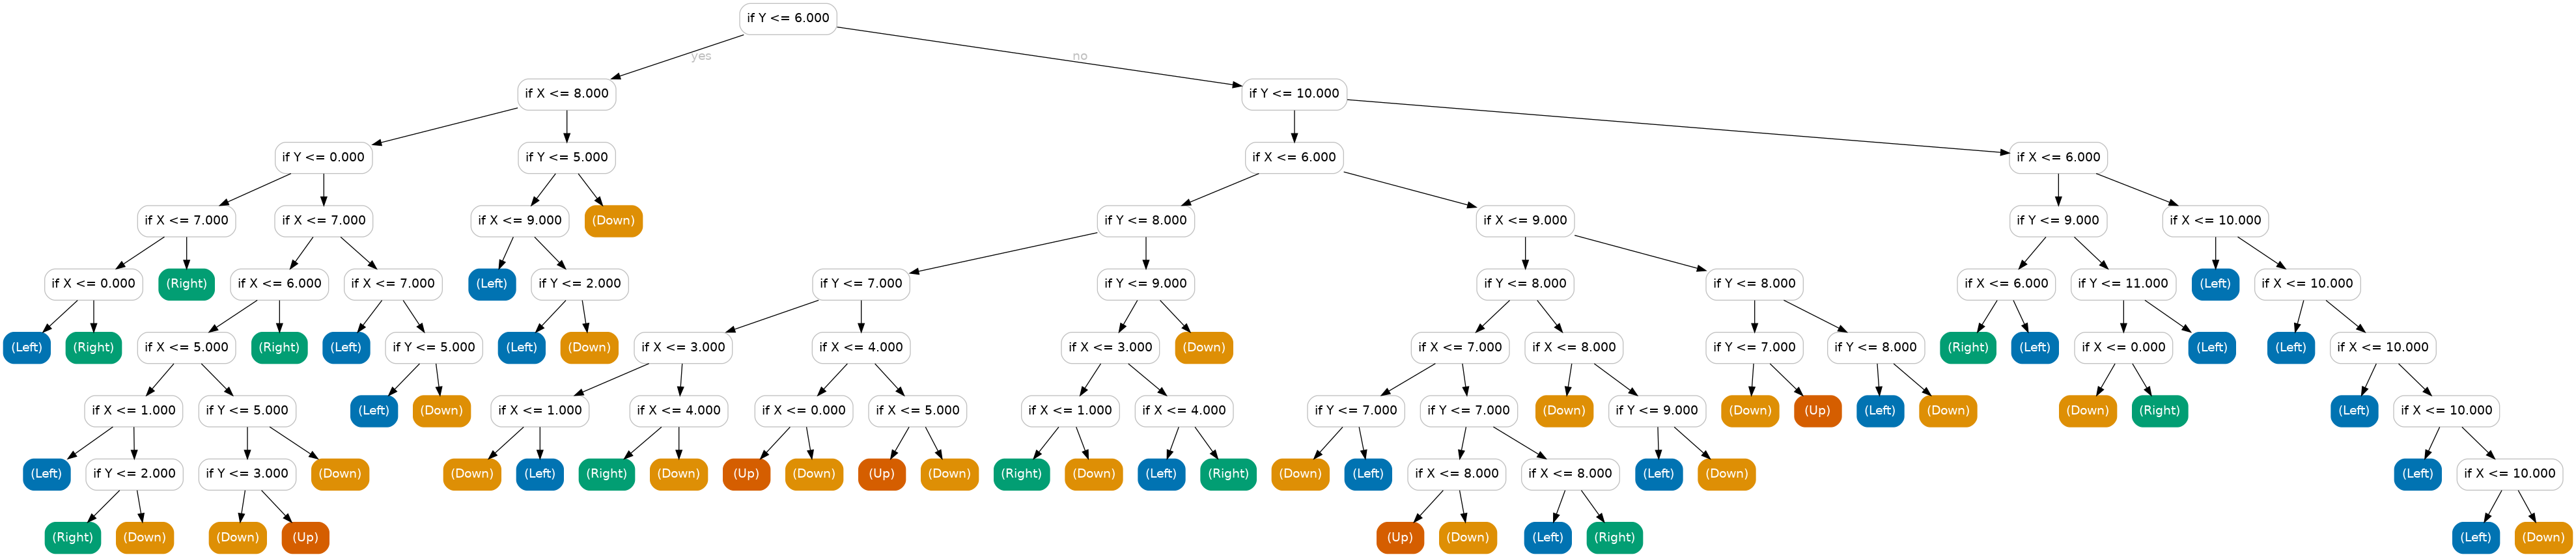 if Y <= 6.000
yes
no
if X <= 8.000
if Y <= 10.000
if Y <= 0.000
if Y <= 5.000
if X <= 6.000
if X <= 6.000
if X <= 7.000
if X <= 7.000
if X <= 9.000
(Down)
if Y <= 8.000
if X <= 9.000
if Y <= 9.000
if X <= 10.000
if X <= 0.000
(Right)
if X <= 6.000
if X <= 7.000
(Left)
if Y <= 2.000
if Y <= 7.000
if Y <= 9.000
if Y <= 8.000
if Y <= 8.000
if X <= 6.000
if Y <= 11.000
(Left)
if X <= 10.000
(Left)
(Right)
if X <= 5.000
(Right)
(Left)
if Y <= 5.000
(Left)
(Down)
if X <= 3.000
if X <= 4.000
if X <= 3.000
(Down)
if X <= 7.000
if X <= 8.000
if Y <= 7.000
if Y <= 8.000
(Right)
(Left)
if X <= 0.000
(Left)
(Left)
if X <= 10.000
if X <= 1.000
if Y <= 5.000
(Left)
(Down)
if X <= 1.000
if X <= 4.000
if X <= 0.000
if X <= 5.000
if X <= 1.000
if X <= 4.000
if Y <= 7.000
if Y <= 7.000
(Down)
if Y <= 9.000
(Down)
(Up)
(Left)
(Down)
(Down)
(Right)
(Left)
if X <= 10.000
(Left)
if Y <= 2.000
if Y <= 3.000
(Down)
(Down)
(Left)
(Right)
(Down)
(Up)
(Down)
(Up)
(Down)
(Right)
(Down)
(Left)
(Right)
(Down)
(Left)
if X <= 8.000
if X <= 8.000
(Left)
(Down)
(Left)
if X <= 10.000
(Right)
(Down)
(Down)
(Up)
(Up)
(Down)
(Left)
(Right)
(Left)
(Down)